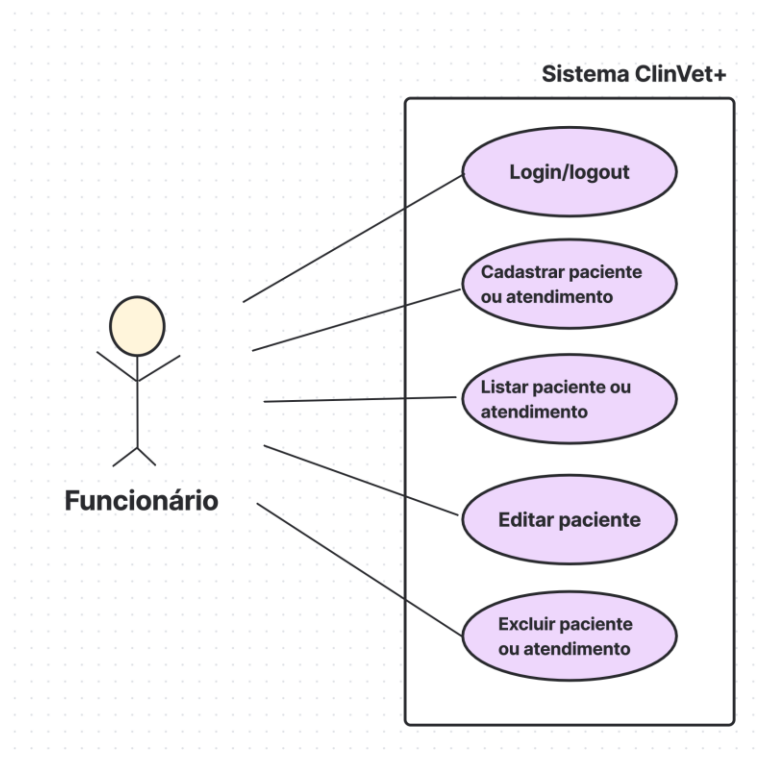 Sistema ClinVet+
Login/logout
Cadastrar paciente
ou atendimento
Listar paciente ou
atendimento
Editar paciente
Excluir paciente
ou atendimento
Funcionário